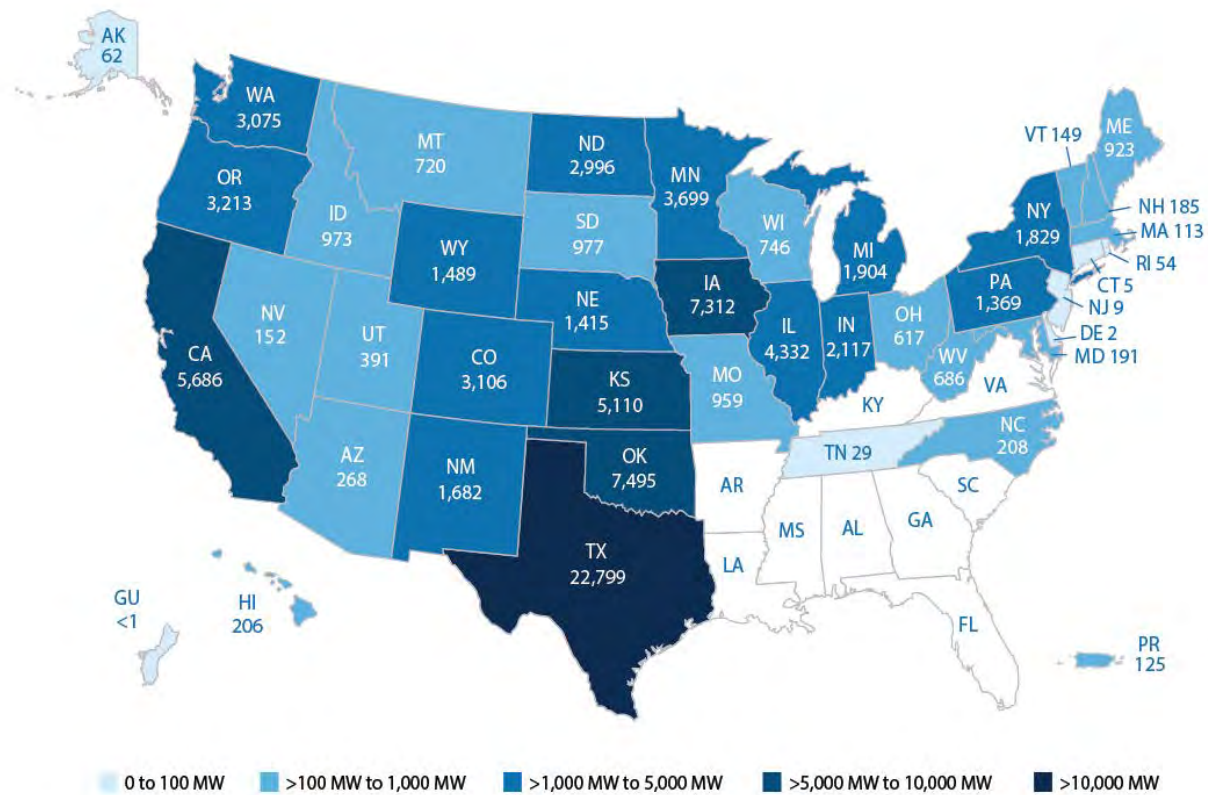 AK
62
WA
3,075
MT
720
ND
2,996
MN
3,699
VT 149
ME
923
OR
3,213
ID
973
SD
977
WI
746
MI
1,904
NY
1,829
NH 185
MA 113
RI 54
CT 5
NJ 9
DE 2
MD 191
WY
1,489
IA
7,312
PA
1,369
NE
1,415
NV
152
UT
391
CO
3,106
IL
4,332
IN
2,117
OH
617
WV
686
VA
CA
5,686
KS
5,110
MO
959
KY
NC
208
TN 29
AZ
268
NM
1,682
OK
7,495
AR
SC
MS
AL
GA
TX
22,799
LA
FL
GU
<1
HI
206
PR
125
0 to 100 MW
>100 MW to 1,000 MW
>1,000 MW to 5,000 MW
>5,000 MW to 10,000 MW
>10,000 MW